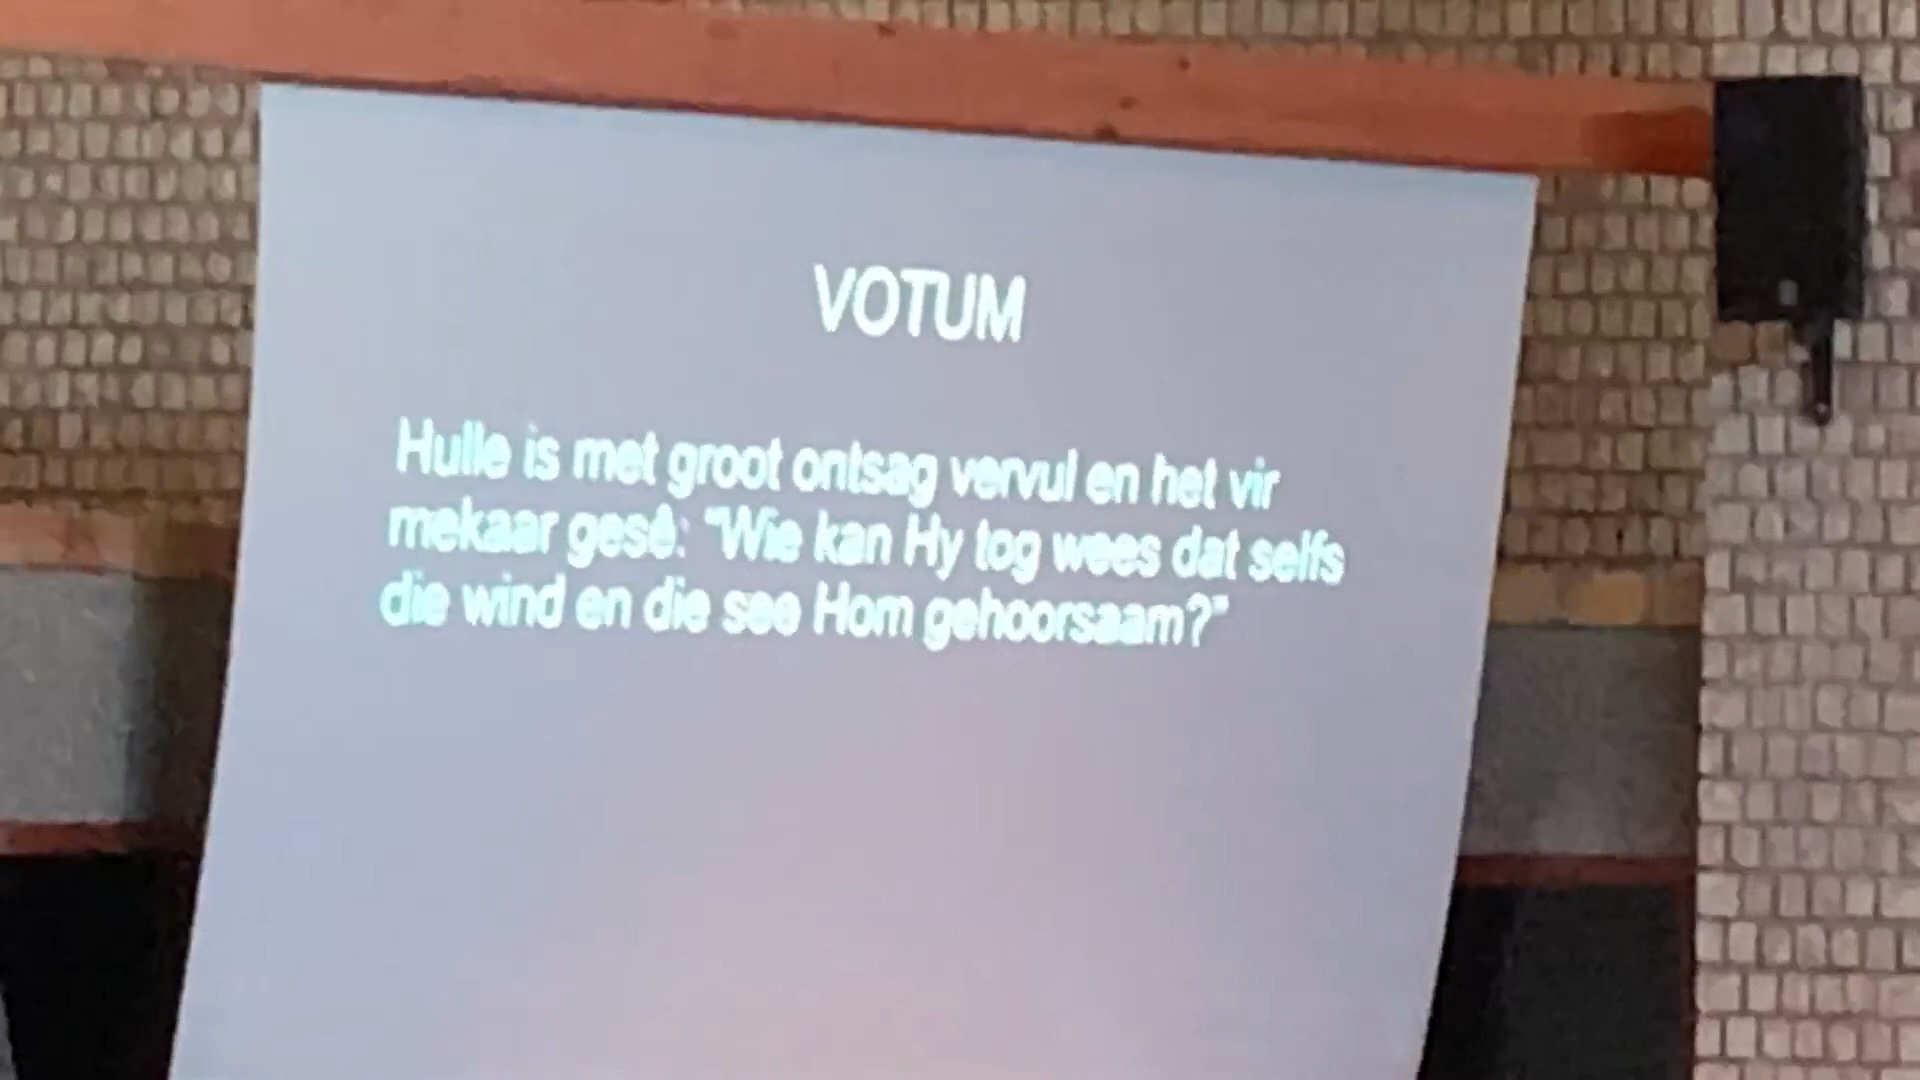 VOTUM
Hulle is met groot ontsag vervul en het vir
mekaar gesê: "Wie kan Hy tog wees dat selfs
die wind en die see Hom gehoorsaam?"